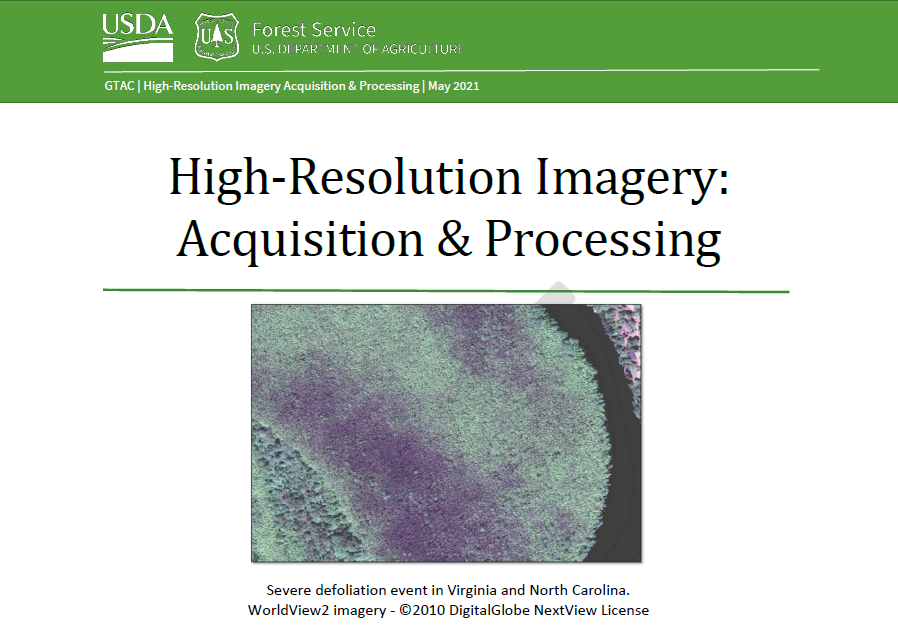 USDA
UAS
Forest Service
U.S. DEPARTMENT OF AGRICULTURE
GTAC | High-Resolution Imagery Acquisition & Processing | May 2021
High-Resolution Imagery:
Acquisition & Processing
Severe defoliation event in Virginia and North Carolina.
WorldView2 imagery - ©2010 DigitalGlobe NextView License